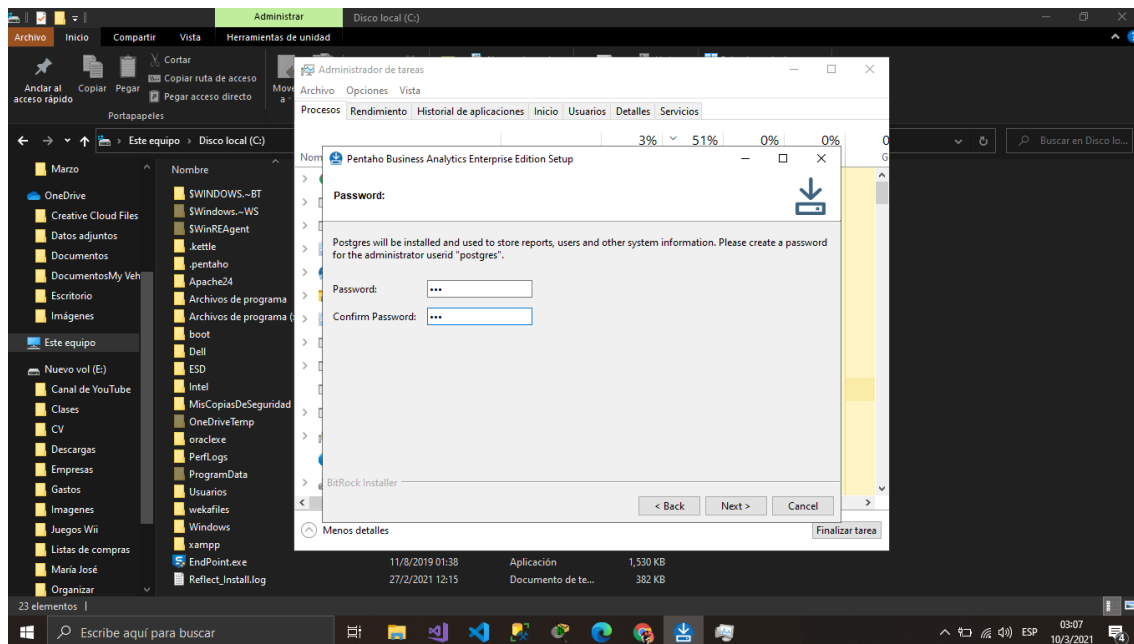 Administrar
Disco local (C:)
Archivo Inicio Compartir Vista Herramientas de unidad
Anclar al acceso rápido
Copiar
Pegar
Cortar
Copiar ruta de acceso
Pegar acceso directo
Portapapeles
Este equipo > Disco local (C:)
Buscar en Disco lo...
Marzo
OneDrive
Creative Cloud Files
Datos adjuntos
Documentos
DocumentosMy Veh
Escritorio
Imágenes
Este equipo
Nuevo vol (E:)
Canal de YouTube
Clases
CV
Descargas
Empresas
Gastos
Imagenes
Juegos Wii
Listas de compras
María José
Organizar
Nombre
$WINDOWS.~BT
$Windows.~WS
$WinREAgent
.kettle
.pentaho
Apache24
Archivos de programa
Archivos de programa (
boot
Dell
ESD
Intel
MisCopiasDeSeguridad
OneDriveTemp
oraclexe
PerfLogs
ProgramData
Usuarios
wekafiles
Windows
xampp
EndPoint.exe 11/8/2019 01:38 Aplicación 1,530 KB
Reflect_Install.log 27/2/2021 12:15 Documento de te... 382 KB
23 elementos
Administrador de tareas
Archivo Opciones Vista
Procesos Rendimiento Historial de aplicaciones Inicio Usuarios Detalles Servicios
3% 51% 0% 0% 0
Pentaho Business Analytics Enterprise Edition Setup
Password:
Postgres will be installed and used to store reports, users and other system information. Please create a password
for the administrator userid "postgres".
Password: •••
Confirm Password: •••
BitRock Installer
< Back Next > Cancel
Menos detalles
Finalizar tarea
Escribe aquí para buscar
ESP
03:07
10/3/2021